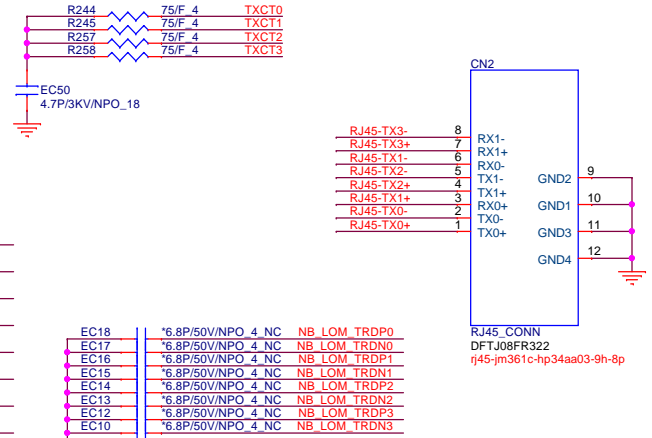 R244 75/F_4 TXCT0
R245 75/F_4 TXCT1
R257 75/F_4 TXCT2
R258 75/F_4 TXCT3
EC50
4.7P/3KV/NPO_18
CN2
RJ45-TX3- 8 RX1-
RJ45-TX3+ 7 RX1+
RJ45-TX1- 6 RX0-
RJ45-TX2- 5 TX1- GND2 9
RJ45-TX2+ 4 TX1+
RJ45-TX1+ 3 RX0+ GND1 10
RJ45-TX0- 2 TX0-
RJ45-TX0+ 1 TX0+ GND3 11
GND4 12
RJ45_CONN
DFTJ08FR322
rj45-jm361c-hp34aa03-9h-8p
EC18 *6.8P/50V/NPO_4_NC NB_LOM_TRDP0
EC17 *6.8P/50V/NPO_4_NC NB_LOM_TRDN0
EC16 *6.8P/50V/NPO_4_NC NB_LOM_TRDP1
EC15 *6.8P/50V/NPO_4_NC NB_LOM_TRDN1
EC14 *6.8P/50V/NPO_4_NC NB_LOM_TRDP2
EC13 *6.8P/50V/NPO_4_NC NB_LOM_TRDN2
EC12 *6.8P/50V/NPO_4_NC NB_LOM_TRDP3
EC10 *6.8P/50V/NPO_4_NC NB_LOM_TRDN3